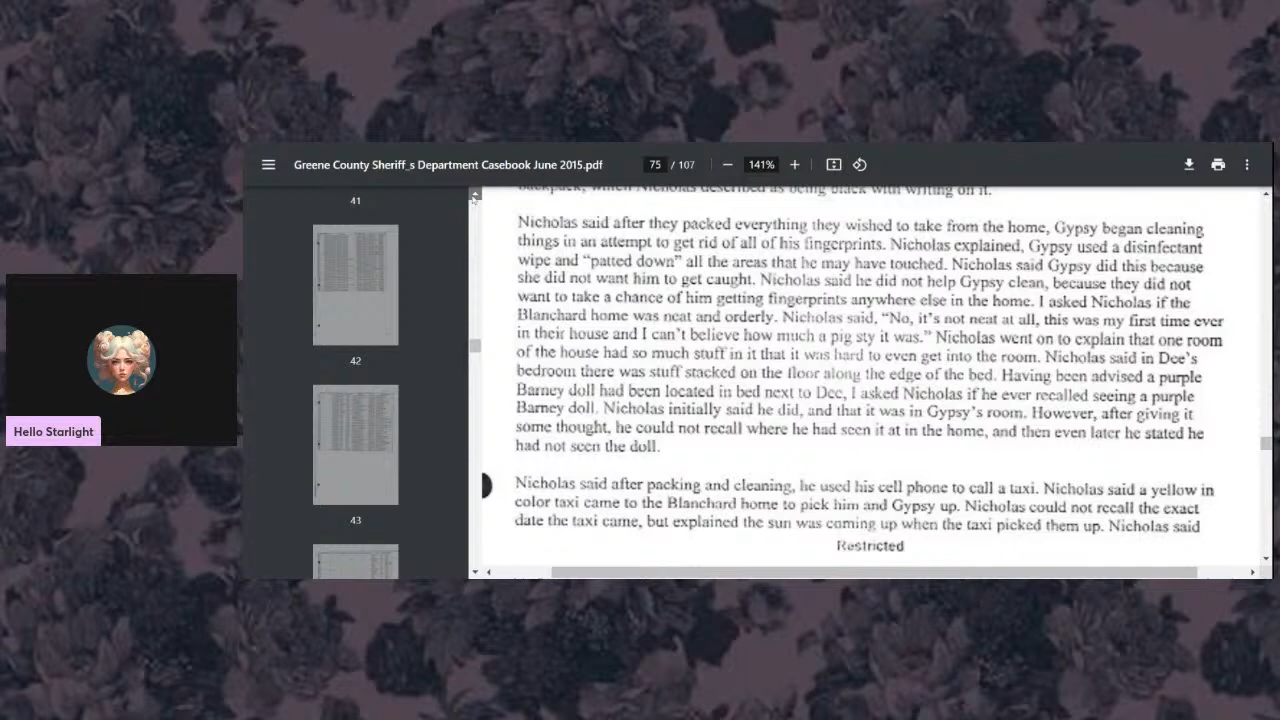 Greene County Sheriff_s Department Casebook June 2015.pdf
75 / 107
141%
41
42
43
Hello Starlight
backpack, which Nicholas described as being black with writing on it.
Nicholas said after they packed everything they wished to take from the home, Gypsy began cleaning
things in an attempt to get rid of all of his fingerprints. Nicholas explained, Gypsy used a disinfectant
wipe and “patted down” all the areas that he may have touched. Nicholas said Gypsy did this because
she did not want him to get caught. Nicholas said he did not help Gypsy clean, because they did not
want to take a chance of him getting fingerprints anywhere else in the home. I asked Nicholas if the
Blanchard home was neat and orderly. Nicholas said, “No, it’s not neat at all, this was my first time ever
in their house and I can’t believe how much a pig sty it was.” Nicholas went on to explain that one room
of the house had so much stuff in it that it was hard to even get into the room. Nicholas said in Dee’s
bedroom there was stuff stacked on the floor along the edge of the bed. Having been advised a purple
Barney doll had been located in bed next to Dee, I asked Nicholas if he ever recalled seeing a purple
Barney doll. Nicholas initially said he did, and that it was in Gypsy’s room. However, after giving it
some thought, he could not recall where he had seen it at in the home, and then even later he stated he
had not seen the doll.
Nicholas said after packing and cleaning, he used his cell phone to call a taxi. Nicholas said a yellow in
color taxi came to the Blanchard home to pick him and Gypsy up. Nicholas could not recall the exact
date the taxi came, but explained the sun was coming up when the taxi picked them up. Nicholas said
Restricted